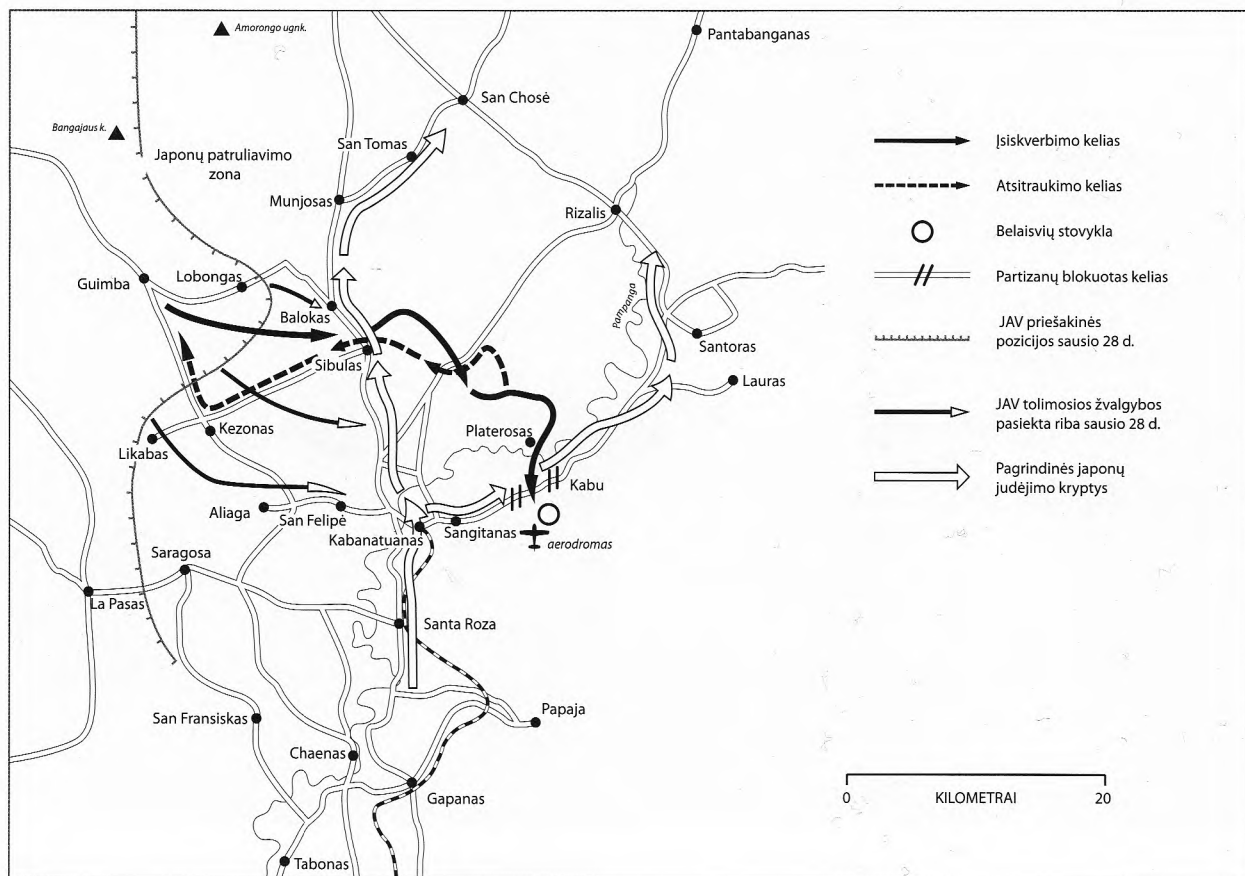 Amorongo ugnk.
Pantabanganas
San Chosė
Bangajaus k.
San Tomas
Japonų patruliavimo
zona
Munjosas
Rizalis
Guimba
Lobongas
Balokas
Pampanga
Sibulas
Santoras
Lauras
Kezonas
Likabas
Platerosas
Kabu
Aliaga
San Felipė
Kabanatuanas
Sangitanas
aerodromas
Saragosa
La Pasas
Santa Roza
San Fransiskas
Papaja
Chaenas
Gapanas
Tabonas
Įsiskverbimo kelias
Atsitraukimo kelias
Belaisvių stovykla
Partizanų blokuotas kelias
JAV priešakinės
pozicijos sausio 28 d.
JAV tolimosios žvalgybos
pasiekta riba sausio 28 d.
Pagrindinės japonų
judėjimo kryptys
0 KILOMETRAI 20